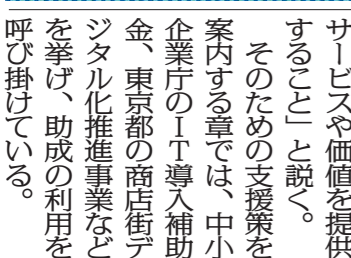 サービスや価値を提供
すること」と説く。
　そのための支援策を
案内する章では、中小
企業庁のＩＴ導入補助
金、東京都の商店街デ
ジタル化推進事業など
を挙げ、助成の利用を
呼び掛けている。